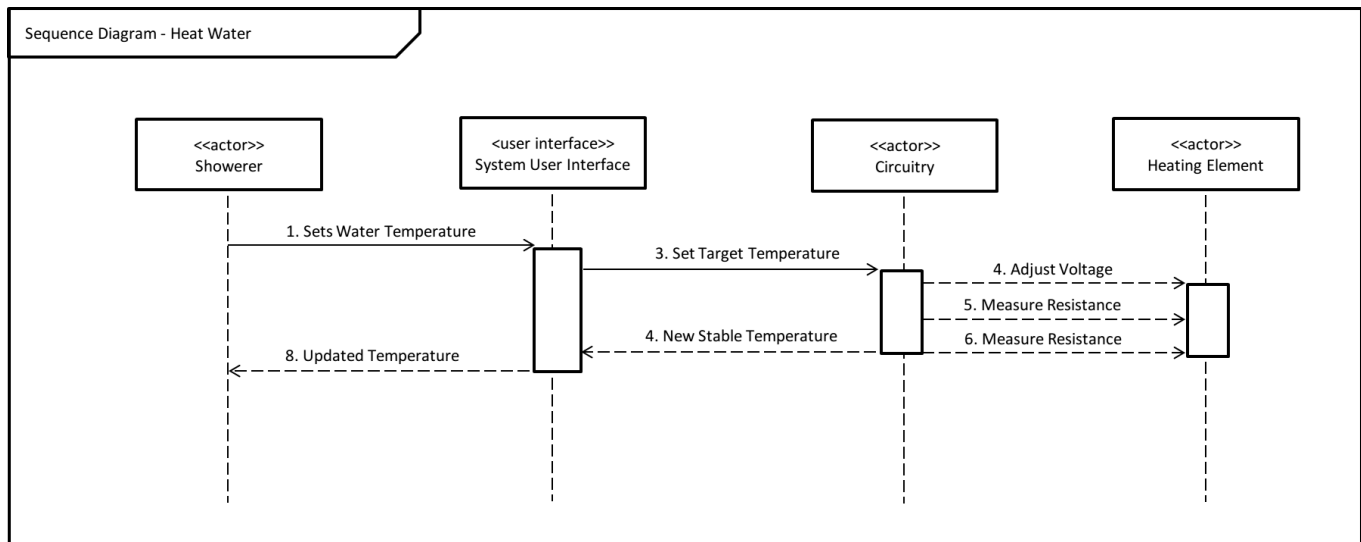 Sequence Diagram - Heat Water
<<actor>>
Showerer
<user interface>>
System User Interface
<<actor>>
Circuitry
<<actor>>
Heating Element
1. Sets Water Temperature
3. Set Target Temperature
4. Adjust Voltage
5. Measure Resistance
4. New Stable Temperature
6. Measure Resistance
8. Updated Temperature